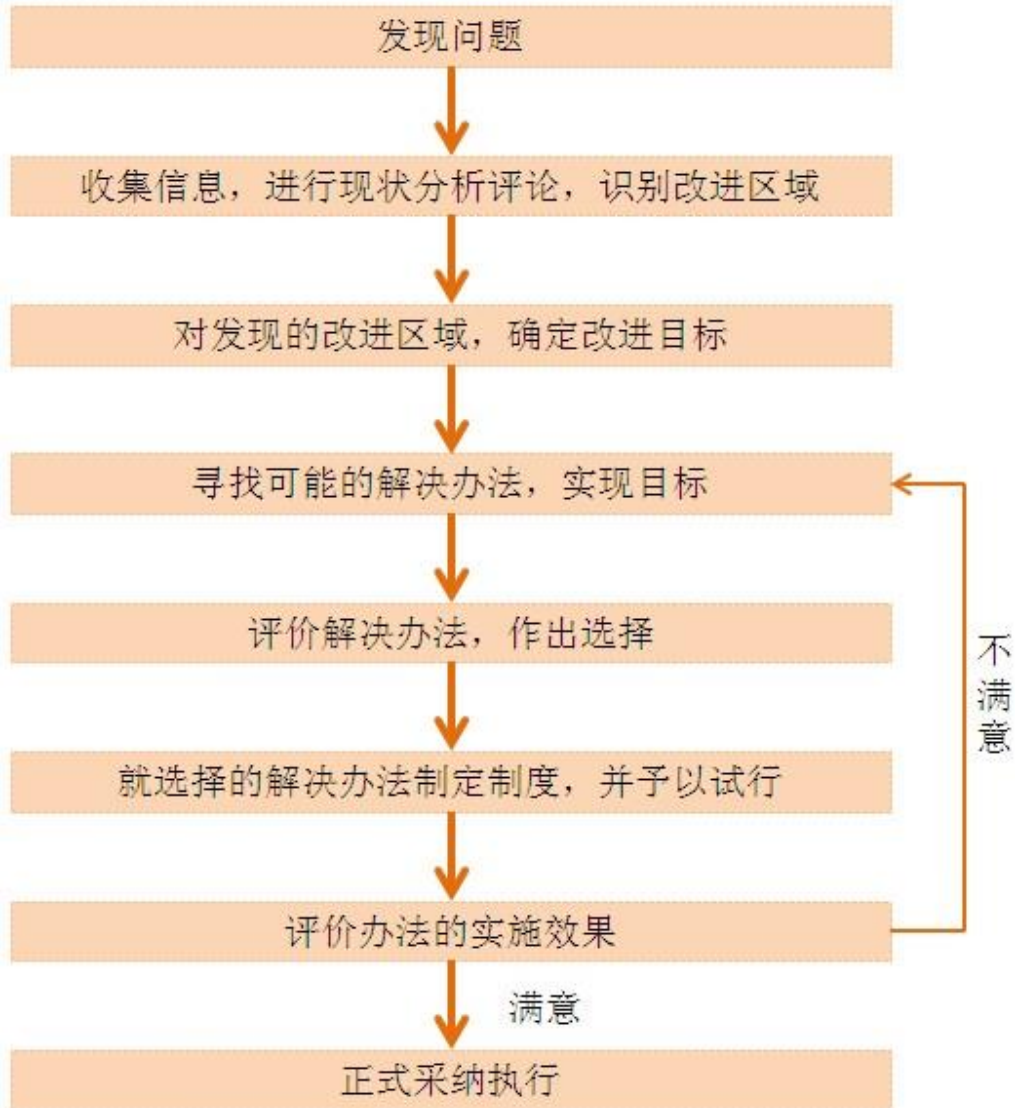 发现问题
收集信息，进行现状分析评论，识别改进区域
对发现的改进区域，确定改进目标
寻找可能的解决办法，实现目标
评价解决办法，作出选择
就选择的解决办法制定制度，并予以试行
评价办法的实施效果
不满意
满意
正式采纳执行